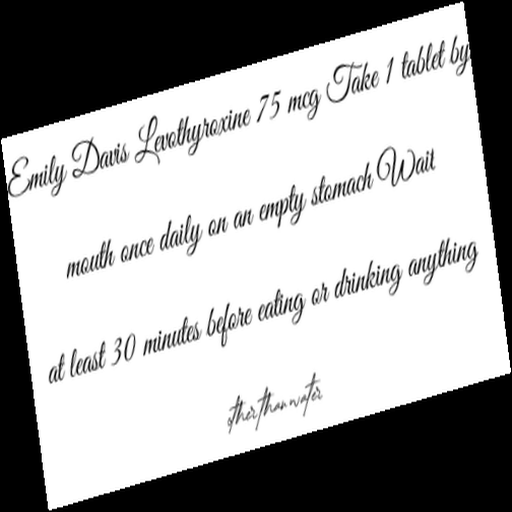 Emily Davis Levothyroxine 75 mcg Take 1 tablet by
mouth once daily on an empty stomach Wait
at least 30 minutes before eating or drinking anything
other than water